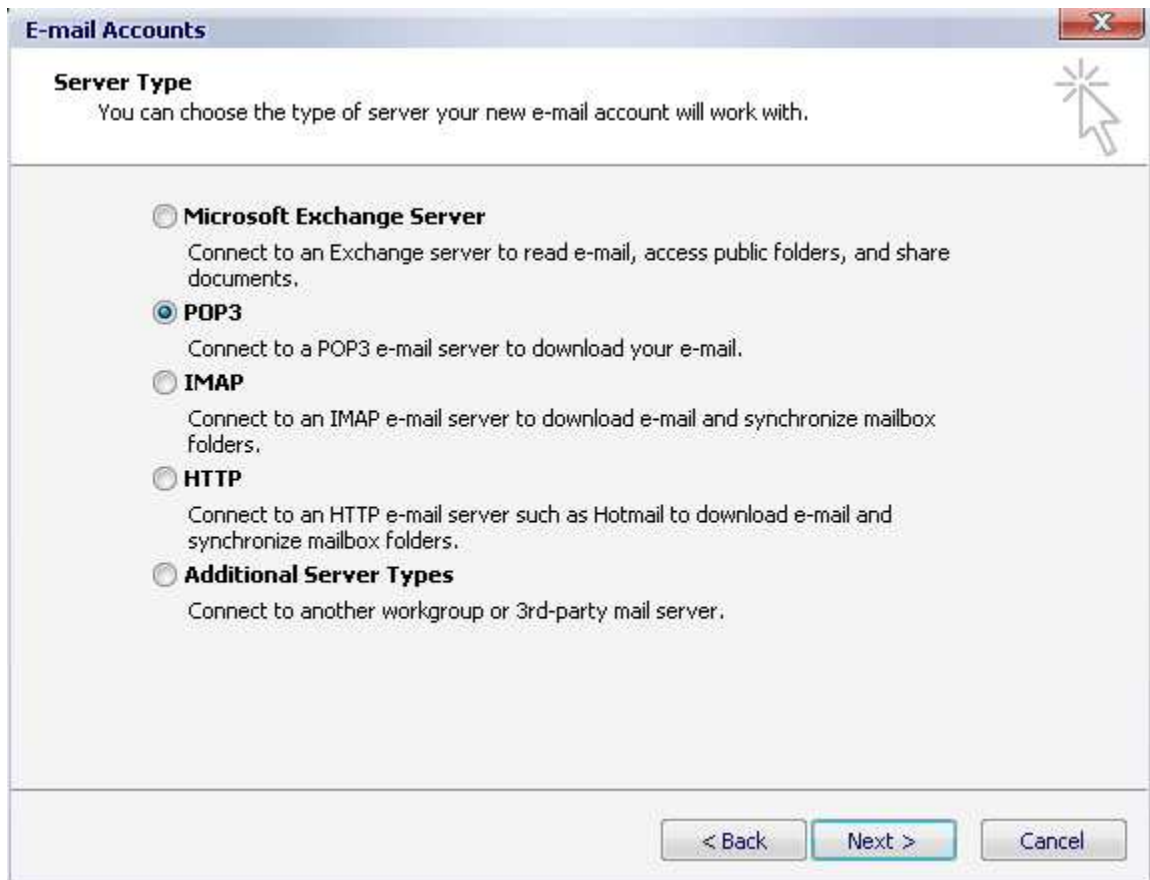 E-mail Accounts
Server Type
You can choose the type of server your new e-mail account will work with.
Microsoft Exchange Server
Connect to an Exchange server to read e-mail, access public folders, and share
documents.
POP3
Connect to a POP3 e-mail server to download your e-mail.
IMAP
Connect to an IMAP e-mail server to download e-mail and synchronize mailbox
folders.
HTTP
Connect to an HTTP e-mail server such as Hotmail to download e-mail and
synchronize mailbox folders.
Additional Server Types
Connect to another workgroup or 3rd-party mail server.
< Back Next > Cancel